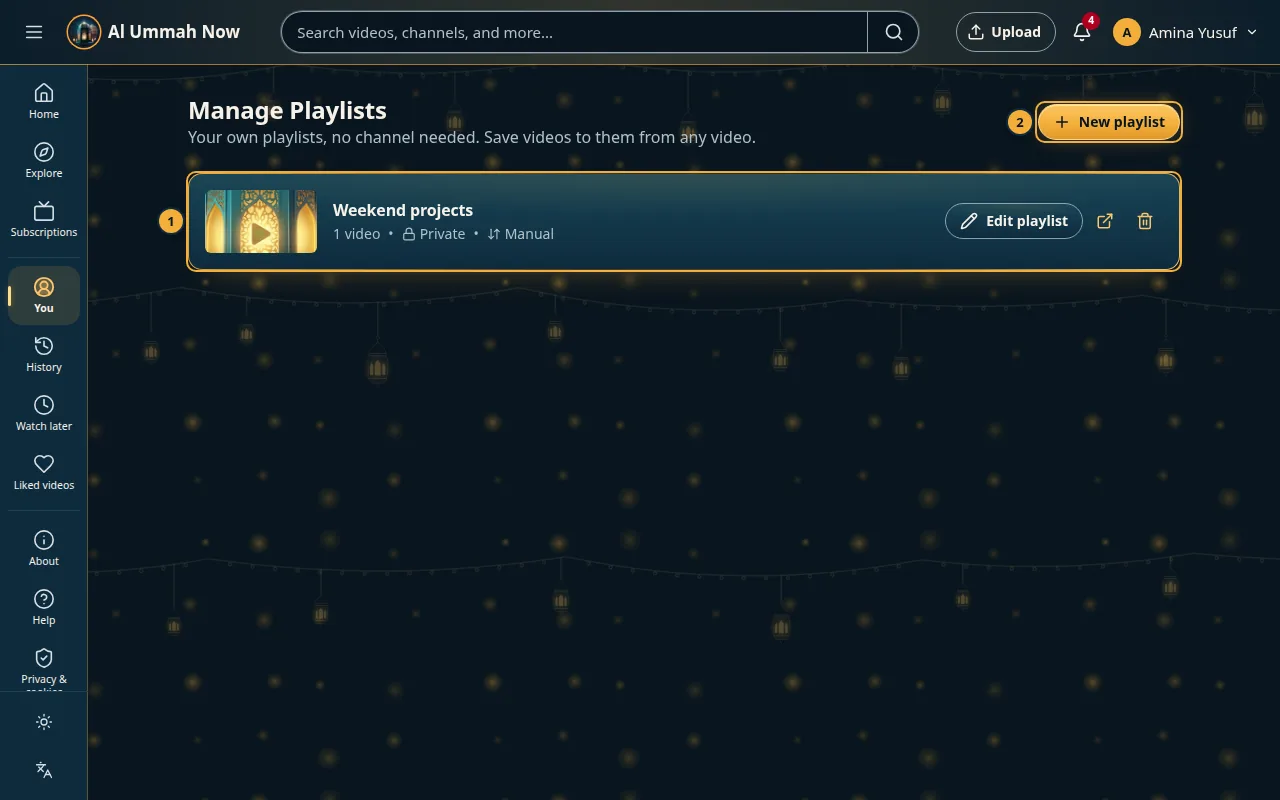 Al Ummah Now
Search videos, channels, and more...
Upload
4
A
Amina Yusuf
Home
Explore
Subscriptions
You
History
Watch later
Liked videos
About
Help
Privacy &
Manage Playlists
Your own playlists, no channel needed. Save videos to them from any video.
2
New playlist
1
Weekend projects
1 video • Private • Manual
Edit playlist